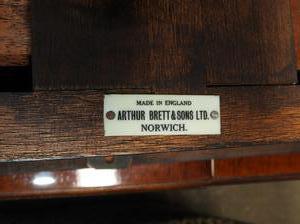 MADE IN ENGLAND
ARTHUR BRETT & SONS LTD.
NORWICH.